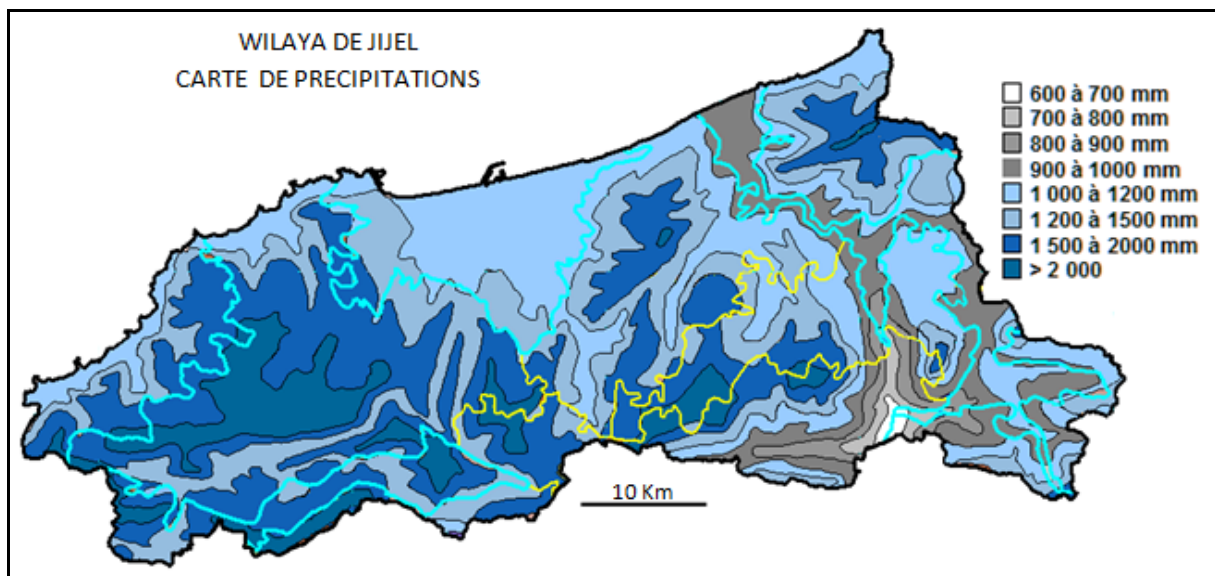 WILAYA DE JIJEL
CARTE DE PRECIPITATIONS
600 à 700 mm
700 à 800 mm
800 à 900 mm
900 à 1000 mm
1 000 à 1200 mm
1 200 à 1500 mm
1 500 à 2000 mm
> 2 000
10 Km